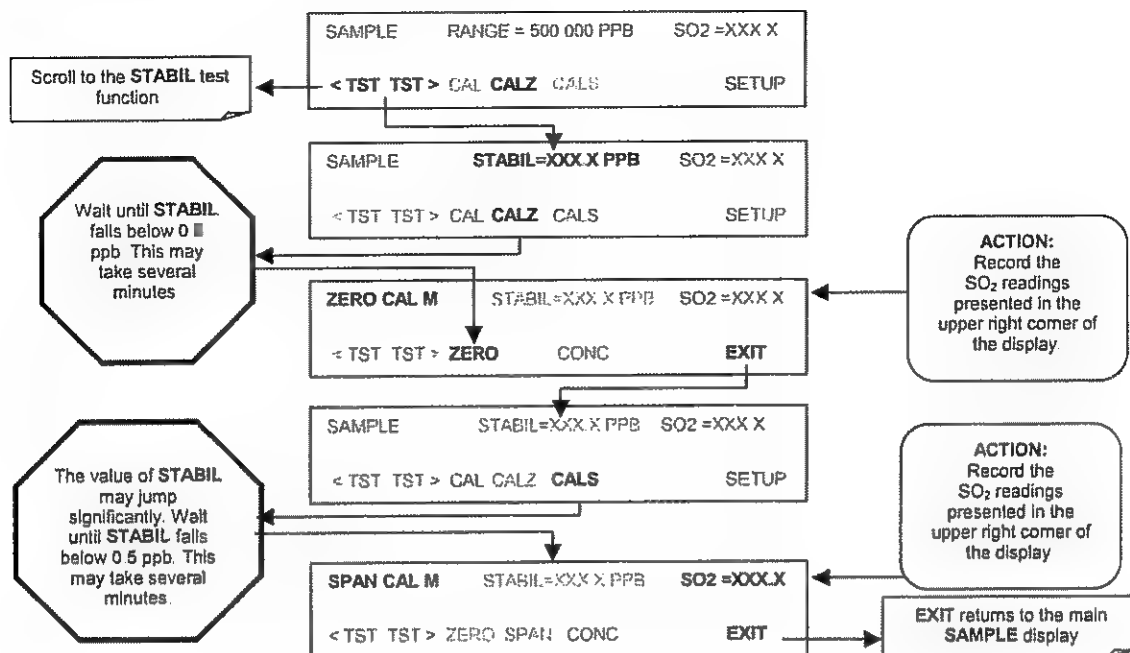 SAMPLE RANGE = 500 000 PPB SO2 =XXX X
< TST TST > CAL CALZ CALS SETUP
Scroll to the STABIL test
function
SAMPLE STABIL=XXX.X PPB SO2 =XXX X
< TST TST > CAL CALZ CALS SETUP
Wait until STABIL
falls below 0
ppb This may
take several
minutes
ZERO CAL M STABIL=XXX X PPB SO2 =XXX X
< TST TST > ZERO CONC EXIT
ACTION:
Record the
SO₂ readings
presented in the
upper right corner of
the display.
SAMPLE STABIL=XXX.X PPB SO2 =XXX X
< TST TST > CAL CALZ CALS SETUP
The value of STABIL
may jump
significantly. Wait
until STABIL falls
below 0.5 ppb. This
may take several
minutes.
ACTION:
Record the
SO₂ readings
presented in the
upper right corner of
the display
SPAN CAL M STABIL=XXX X PPB SO2 =XXX.X
< TST TST > ZERO SPAN CONC EXIT
EXIT returns to the main
SAMPLE display